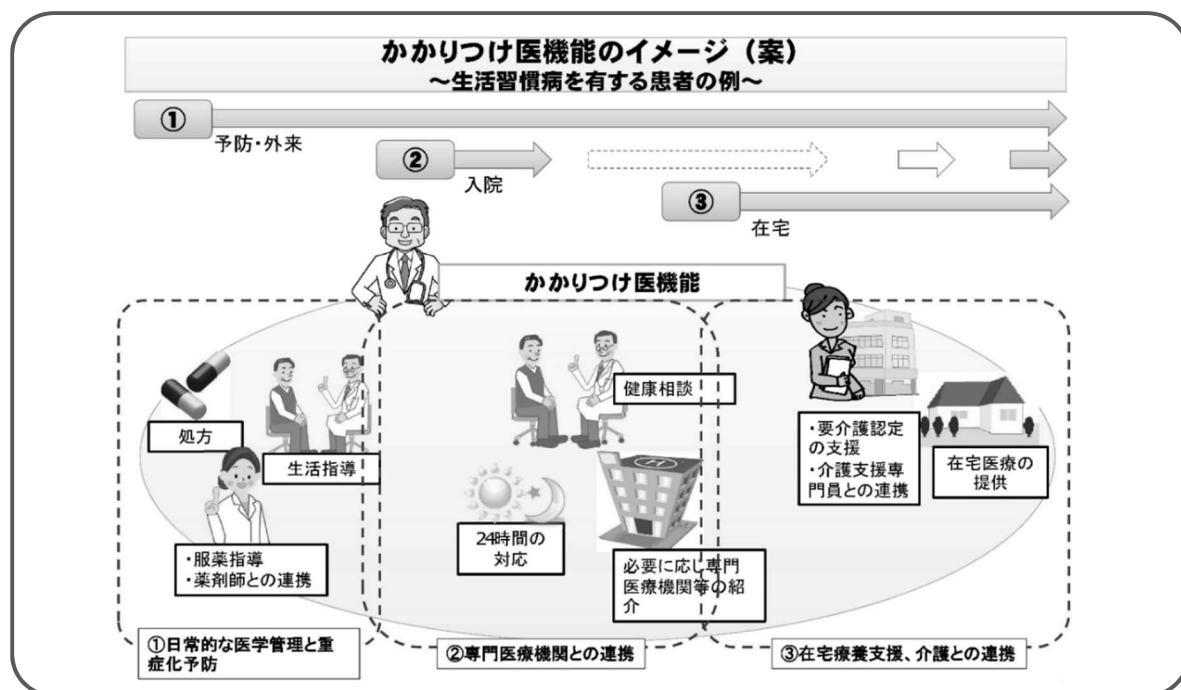 かかりつけ医機能のイメージ（案）
～生活習慣病を有する患者の例～
①
予防・外来
②
入院
③
在宅
かかりつけ医機能
処方
生活指導
・服薬指導
・薬剤師との連携
健康相談
24時間の
対応
必要に応じ専門
医療機関等の紹
介
・要介護認定
の支援
・介護支援専
門員との連携
在宅医療の
提供
①日常的な医学管理と重
症化予防
②専門医療機関との連携
③在宅療養支援、介護との連携